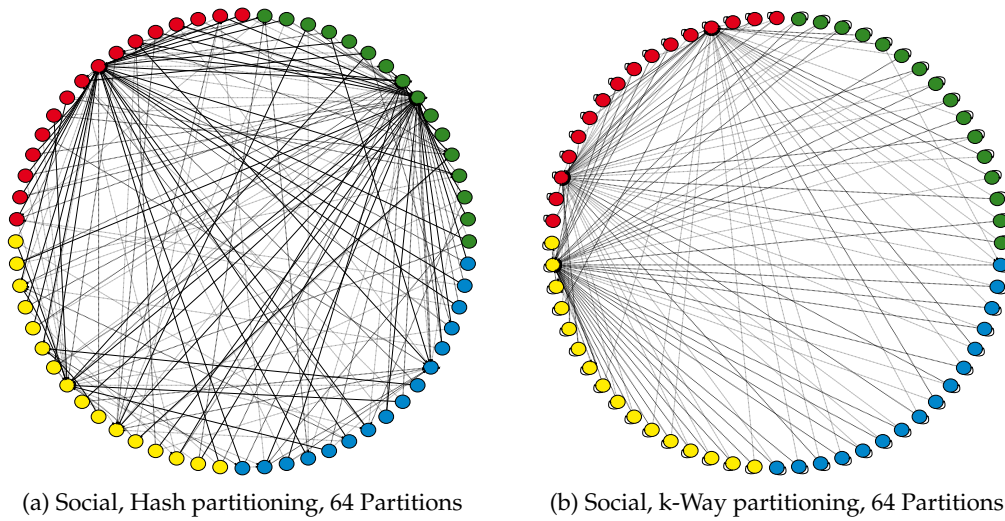 (a) Social, Hash partitioning, 64 Partitions
(b) Social, k-Way partitioning, 64 Partitions